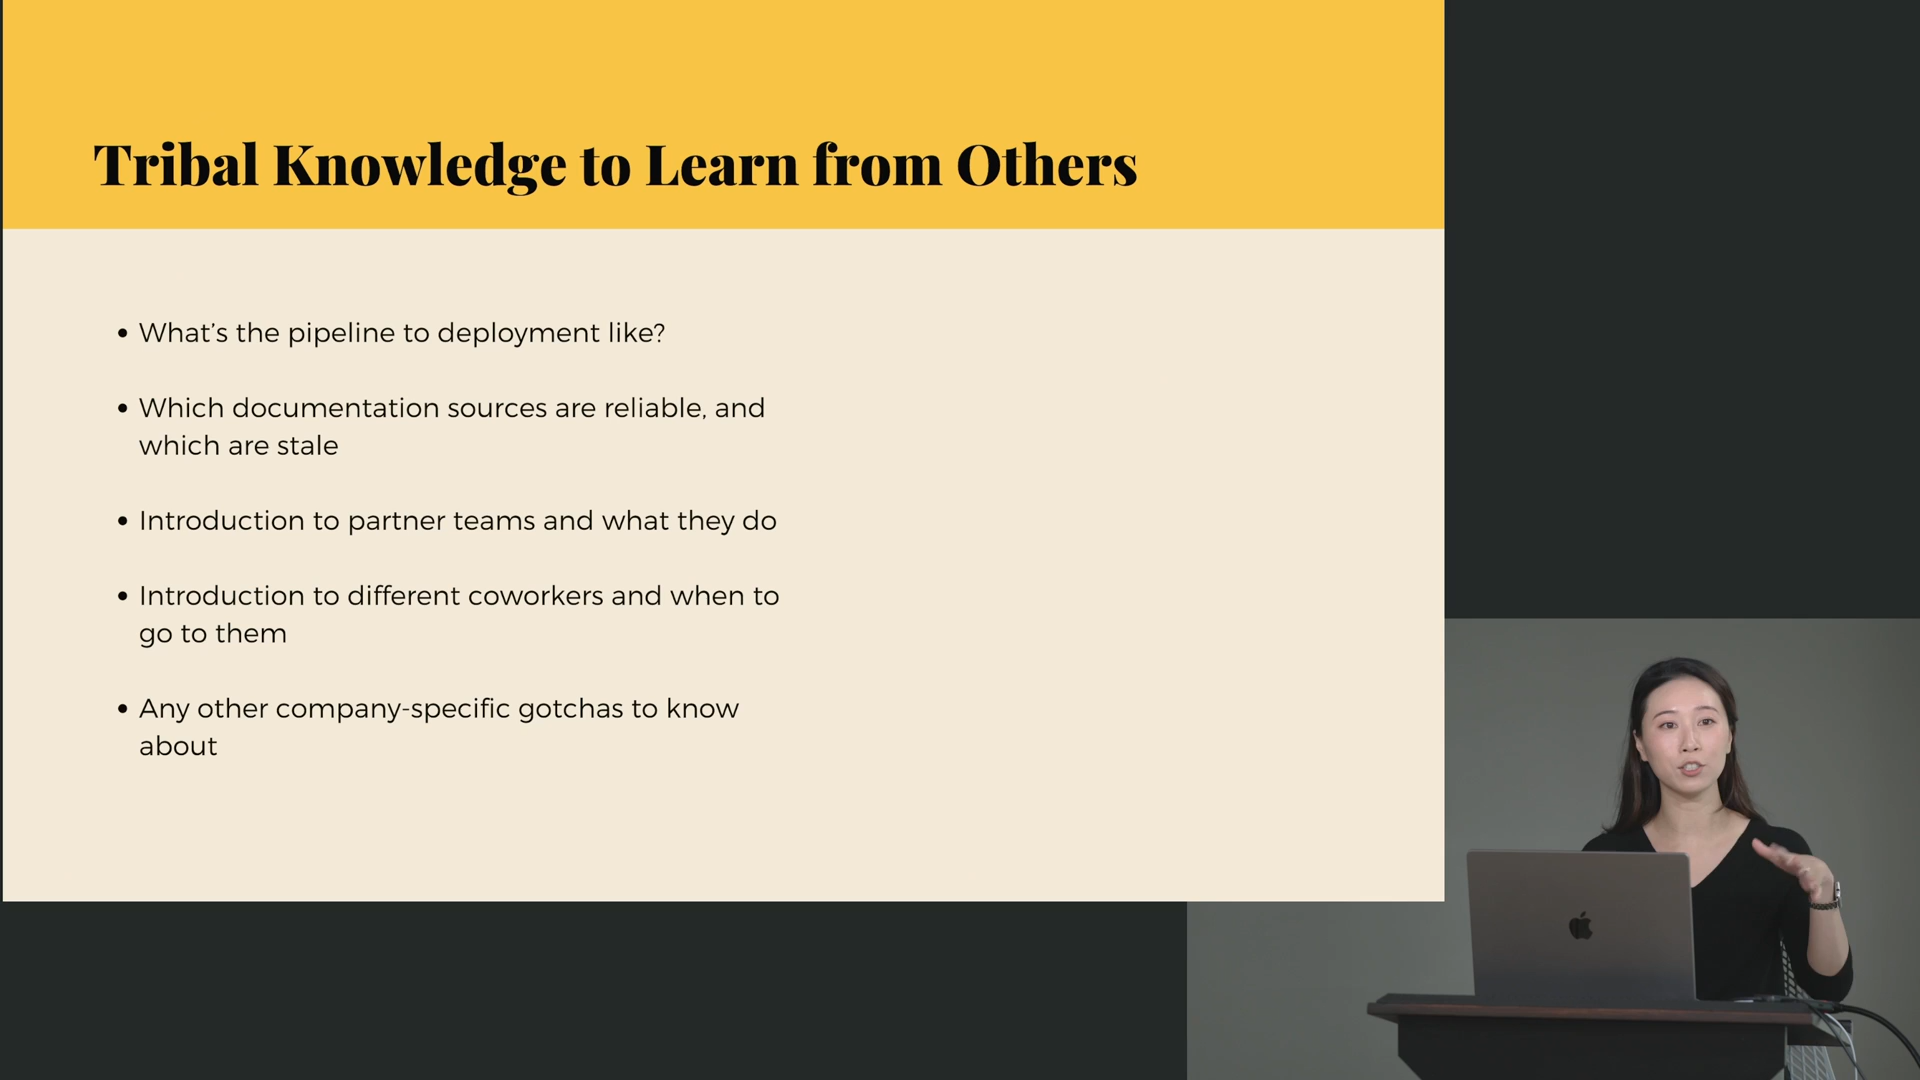 Tribal Knowledge to Learn from Others
• What’s the pipeline to deployment like?
• Which documentation sources are reliable, and
which are stale
• Introduction to partner teams and what they do
• Introduction to different coworkers and when to
go to them
• Any other company-specific gotchas to know
about